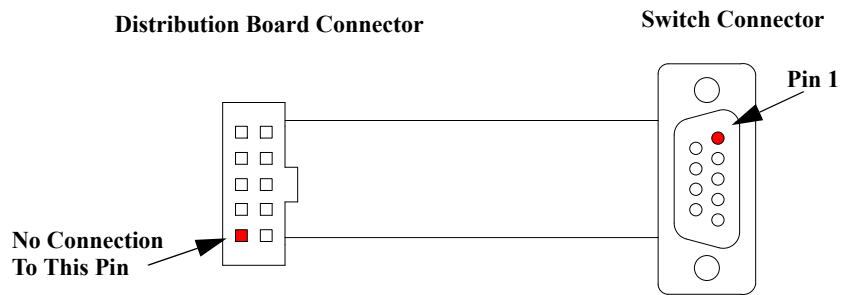 Distribution Board Connector
Switch Connector
Pin 1
No Connection
To This Pin